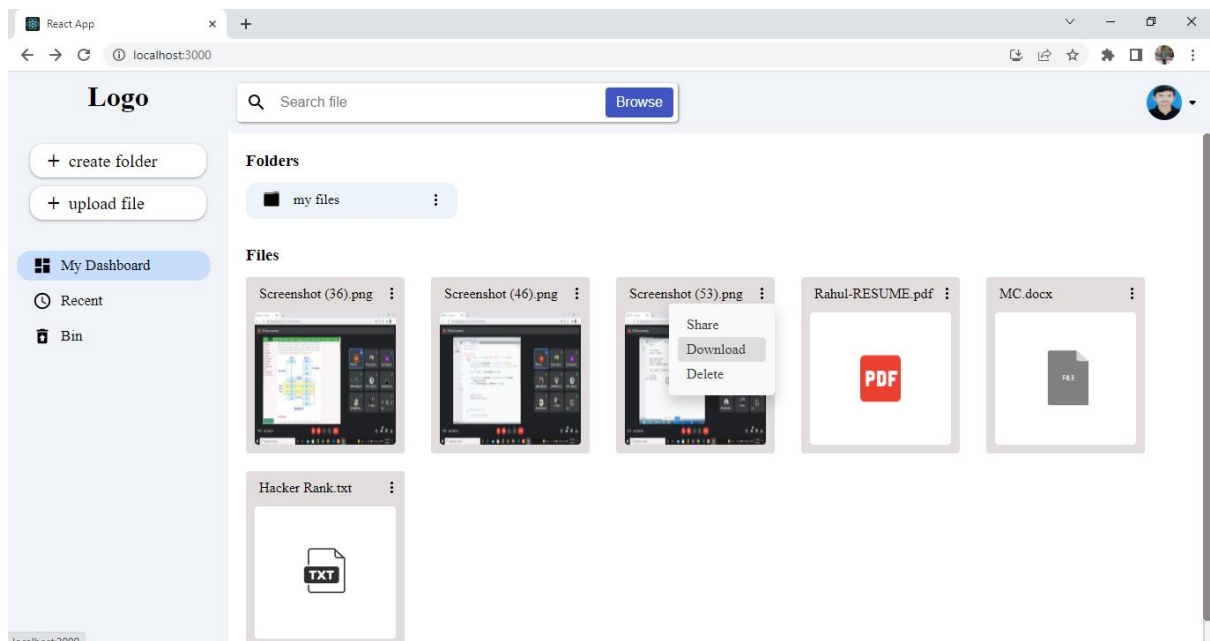 React App
localhost:3000
Logo
Search file
Browse
+ create folder
+ upload file
My Dashboard
Recent
Bin
Folders
my files
Files
Screenshot (36).png
Screenshot (46).png
Screenshot (53).png
Rahul-RESUME.pdf
MC.docx
Share
Download
Delete
PDF
FILE
Hacker Rank.txt
TXT